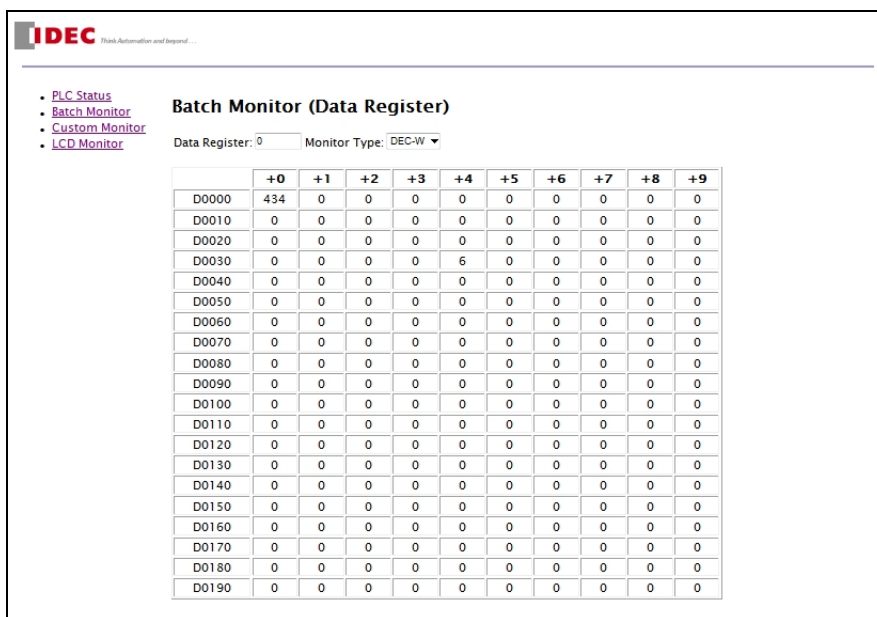 IDEC Think Automation and beyond....
PLC Status
Batch Monitor
Custom Monitor
LCD Monitor
Batch Monitor (Data Register)
Data Register: 0 Monitor Type: DEC-W
+0 +1 +2 +3 +4 +5 +6 +7 +8 +9
D0000 434 0 0 0 0 0 0 0 0 0
D0010 0 0 0 0 0 0 0 0 0 0
D0020 0 0 0 0 0 0 0 0 0 0
D0030 0 0 0 0 6 0 0 0 0 0
D0040 0 0 0 0 0 0 0 0 0 0
D0050 0 0 0 0 0 0 0 0 0 0
D0060 0 0 0 0 0 0 0 0 0 0
D0070 0 0 0 0 0 0 0 0 0 0
D0080 0 0 0 0 0 0 0 0 0 0
D0090 0 0 0 0 0 0 0 0 0 0
D0100 0 0 0 0 0 0 0 0 0 0
D0110 0 0 0 0 0 0 0 0 0 0
D0120 0 0 0 0 0 0 0 0 0 0
D0130 0 0 0 0 0 0 0 0 0 0
D0140 0 0 0 0 0 0 0 0 0 0
D0150 0 0 0 0 0 0 0 0 0 0
D0160 0 0 0 0 0 0 0 0 0 0
D0170 0 0 0 0 0 0 0 0 0 0
D0180 0 0 0 0 0 0 0 0 0 0
D0190 0 0 0 0 0 0 0 0 0 0